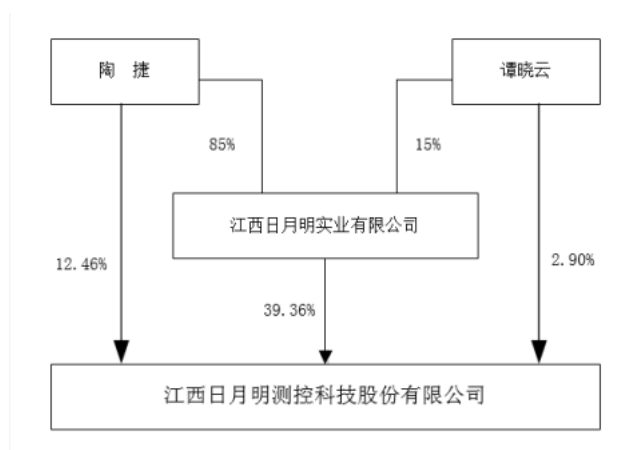 陶 捷
谭晓云
85%
15%
江西日月明实业有限公司
12.46%
2.90%
39.36%
江西日月明测控科技股份有限公司